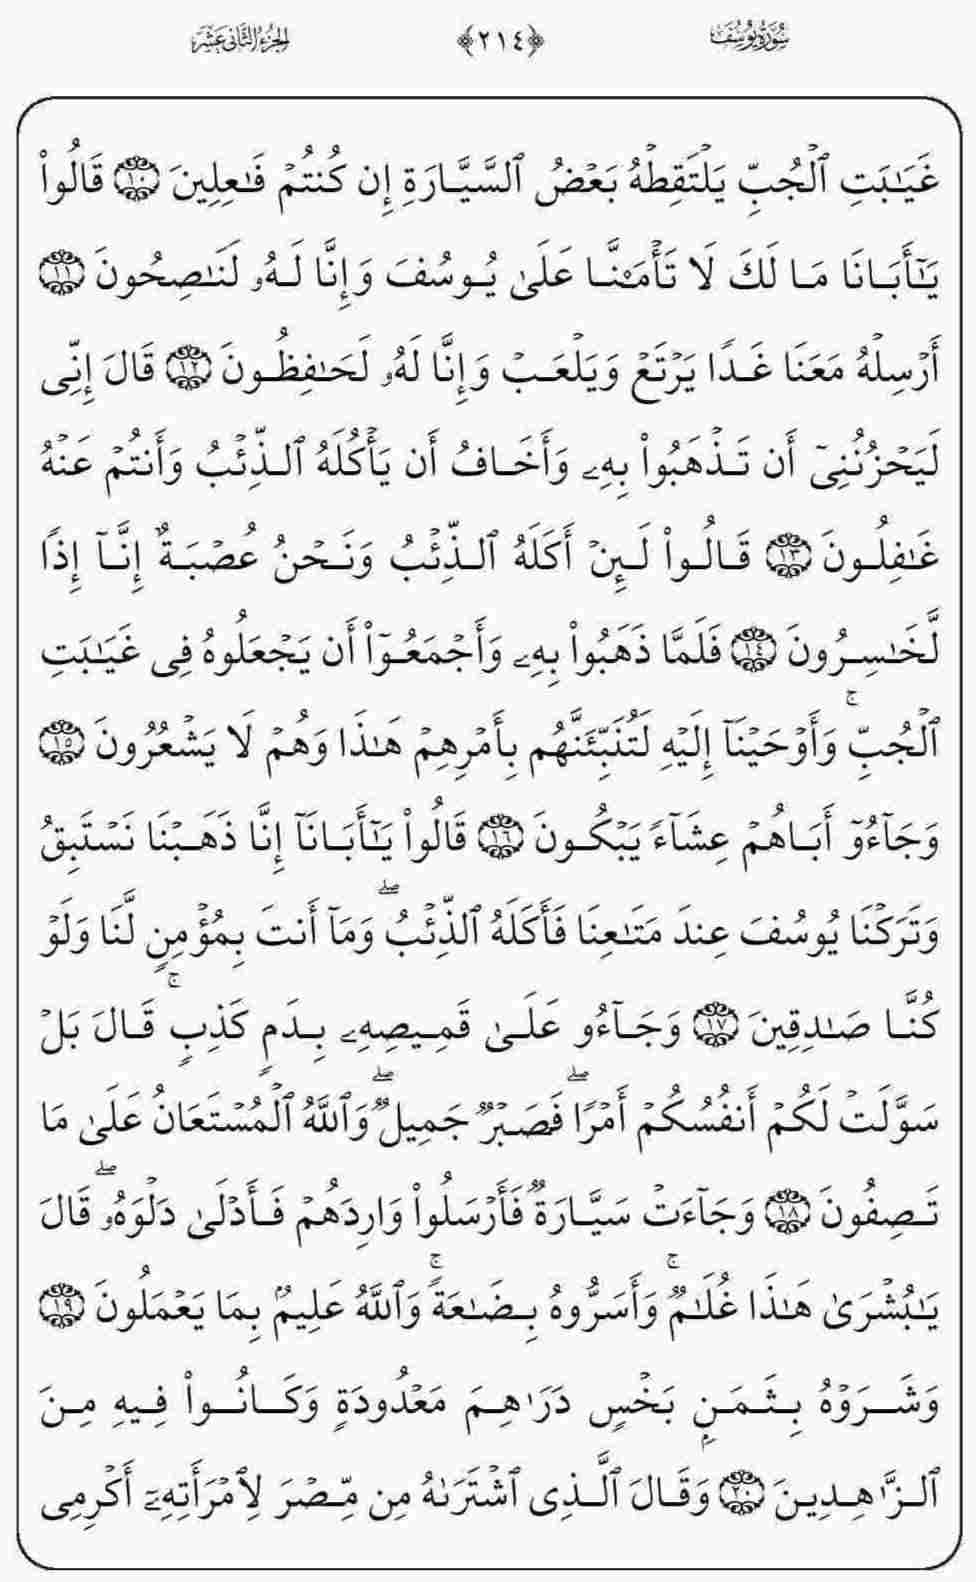 سُورَةُ يُوسُفَ ﴿٢١٤﴾ الجُزءُ الثَّانِى عَشَرَ
غَيَٰبَتِ ٱلْجُبِّ يَلْتَقِطْهُ بَعْضُ ٱلسَّيَّارَةِ إِن كُنتُمْ فَٰعِلِينَ ١٠ قَالُوا۟
يَٰٓأَبَانَا مَا لَكَ لَا تَأْمَ۫نَّا عَلَىٰ يُوسُفَ وَإِنَّا لَهُۥ لَنَٰصِحُونَ ١١
أَرْسِلْهُ مَعَنَا غَدًا يَرْتَعْ وَيَلْعَبْ وَإِنَّا لَهُۥ لَحَٰفِظُونَ ١٢ قَالَ إِنِّى
لَيَحْزُنُنِىٓ أَن تَذْهَبُوا۟ بِهِۦ وَأَخَافُ أَن يَأْكُلَهُ ٱلذِّئْبُ وَأَنتُمْ عَنْهُ
غَٰفِلُونَ ١٣ قَالُوا۟ لَئِنْ أَكَلَهُ ٱلذِّئْبُ وَنَحْنُ عُصْبَةٌ إِنَّآ إِذًا
لَّخَٰسِرُونَ ١٤ فَلَمَّا ذَهَبُوا۟ بِهِۦ وَأَجْمَعُوٓا۟ أَن يَجْعَلُوهُ فِى غَيَٰبَتِ
ٱلْجُبِّ ۚ وَأَوْحَيْنَآ إِلَيْهِ لَتُنَبِّئَنَّهُم بِأَمْرِهِمْ هَٰذَا وَهُمْ لَا يَشْعُرُونَ ١٥
وَجَآءُوٓ أَبَاهُمْ عِشَآءً يَبْكُونَ ١٦ قَالُوا۟ يَٰٓأَبَانَآ إِنَّا ذَهَبْنَا نَسْتَبِقُ
وَتَرَكْنَا يُوسُفَ عِندَ مَتَٰعِنَا فَأَكَلَهُ ٱلذِّئْبُ ۖ وَمَآ أَنتَ بِمُؤْمِنٍ لَّنَا وَلَوْ
كُنَّا صَٰدِقِينَ ١٧ وَجَآءُو عَلَىٰ قَمِيصِهِۦ بِدَمٍ كَذِبٍ ۚ قَالَ بَلْ
سَوَّلَتْ لَكُمْ أَنفُسُكُمْ أَمْرًا ۖ فَصَبْرٌ جَمِيلٌ ۖ وَٱللَّهُ ٱلْمُسْتَعَانُ عَلَىٰ مَا
تَصِفُونَ ١٨ وَجَآءَتْ سَيَّارَةٌ فَأَرْسَلُوا۟ وَارِدَهُمْ فَأَدْلَىٰ دَلْوَهُۥ ۖ قَالَ
يَٰبُشْرَىٰ هَٰذَا غُلَٰمٌ ۚ وَأَسَرُّوهُ بِضَٰعَةً ۚ وَٱللَّهُ عَلِيمٌۢ بِمَا يَعْمَلُونَ ١٩
وَشَرَوْهُ بِثَمَنٍۭ بَخْسٍ دَرَٰهِمَ مَعْدُودَةٍ وَكَانُوا۟ فِيهِ مِنَ
ٱلزَّٰهِدِينَ ٢٠ وَقَالَ ٱلَّذِى ٱشْتَرَىٰهُ مِن مِّصْرَ لِٱمْرَأَتِهِۦٓ أَكْرِمِى